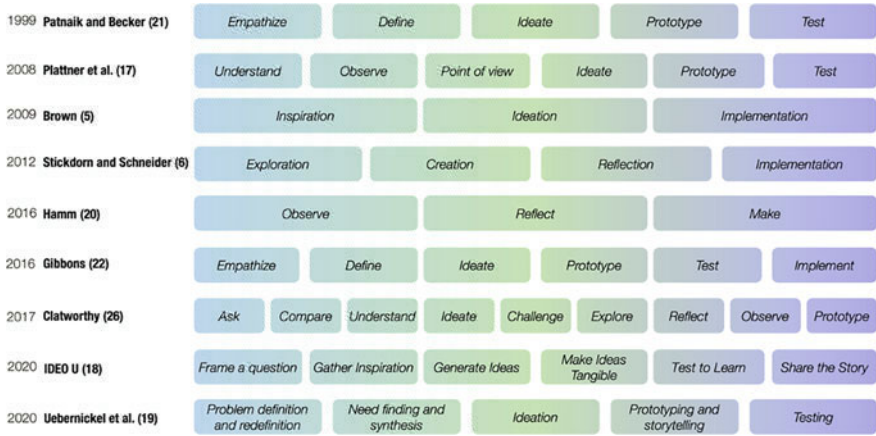 1999 Patnaik and Becker (21) Empathize Define Ideate Prototype Test
2008 Plattner et al. (17) Understand Observe Point of view Ideate Prototype Test
2009 Brown (5) Inspiration Ideation Implementation
2012 Stickdorn and Schneider (6) Exploration Creation Reflection Implementation
2016 Hamm (20) Observe Reflect Make
2016 Gibbons (22) Empathize Define Ideate Prototype Test Implement
2017 Clatworthy (26) Ask Compare Understand Ideate Challenge Explore Reflect Observe Prototype
2020 IDEO U (18) Frame a question Gather Inspiration Generate Ideas Make Ideas Tangible Test to Learn Share the Story
2020 Uebernickel et al. (19) Problem definition and redefinition Need finding and synthesis Ideation Prototyping and storytelling Testing